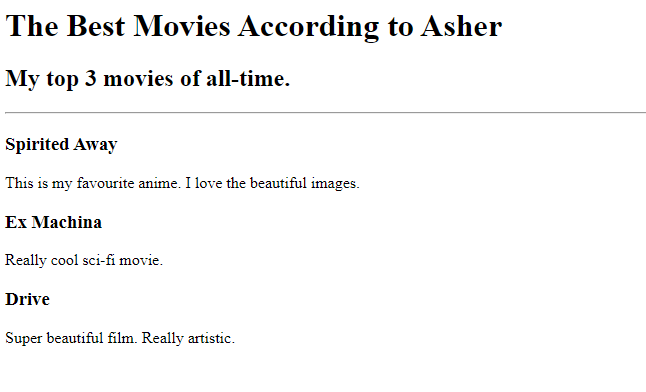 The Best Movies According to Asher
My top 3 movies of all-time.
Spirited Away
This is my favourite anime. I love the beautiful images.
Ex Machina
Really cool sci-fi movie.
Drive
Super beautiful film. Really artistic.